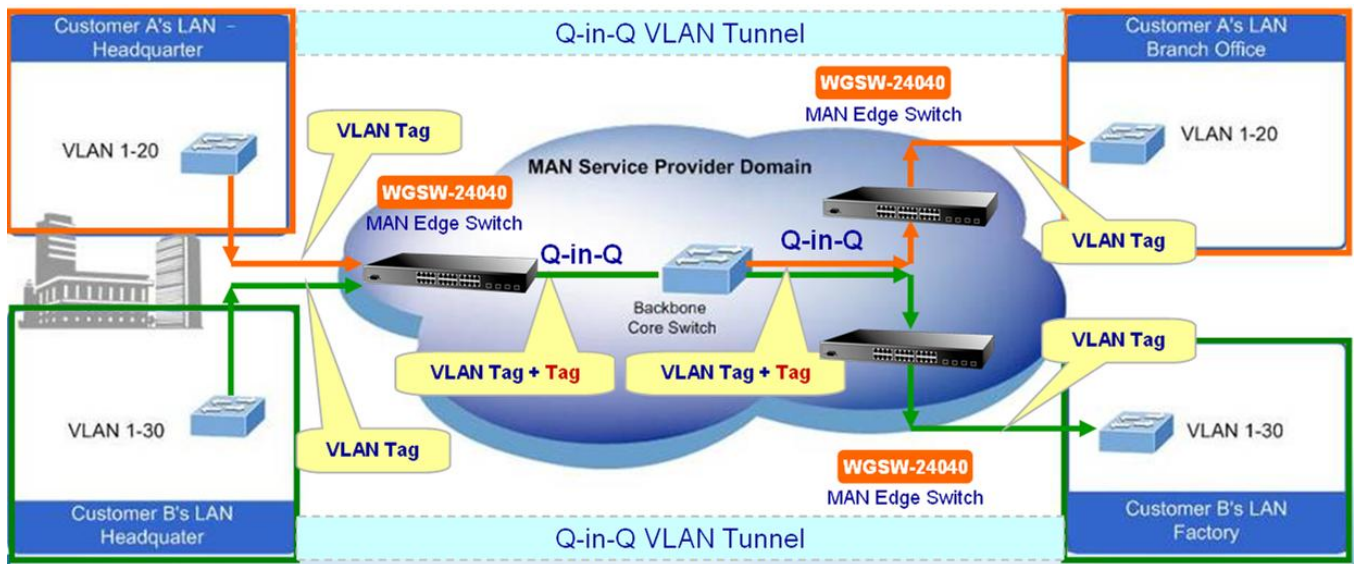 Customer A's LAN -
Headquarter
VLAN 1-20
Q-in-Q VLAN Tunnel
Customer A's LAN
Branch Office
VLAN 1-20
VLAN Tag
WGSW-24040
MAN Edge Switch
MAN Service Provider Domain
WGSW-24040
MAN Edge Switch
Q-in-Q
Q-in-Q
VLAN Tag
Backbone
Core Switch
VLAN Tag + Tag
VLAN Tag + Tag
VLAN Tag
VLAN 1-30
VLAN Tag
VLAN 1-30
WGSW-24040
MAN Edge Switch
Customer B's LAN
Headquater
Q-in-Q VLAN Tunnel
Customer B's LAN
Factory